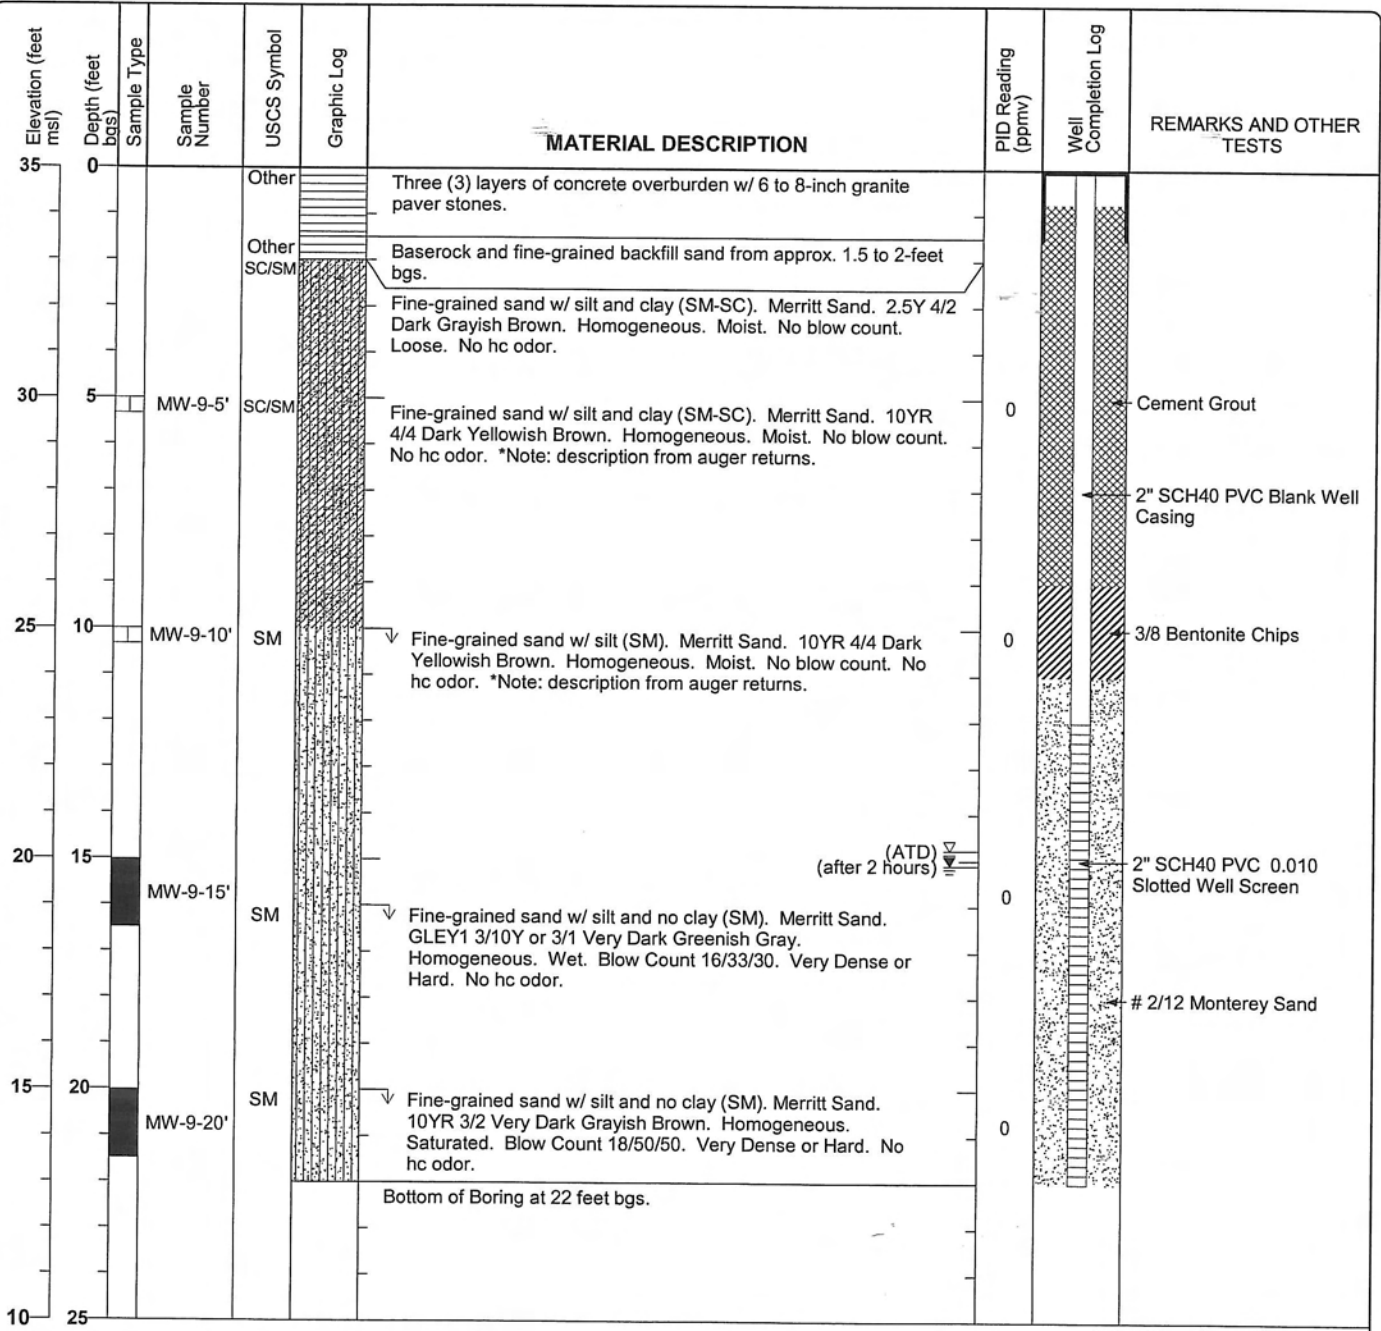 Elevation (feet msl)
Depth (feet bgs)
Sample Type
Sample Number
USCS Symbol
Graphic Log
MATERIAL DESCRIPTION
PID Reading (ppmv)
Well Completion Log
REMARKS AND OTHER
TESTS
35 0
Other
Three (3) layers of concrete overburden w/ 6 to 8-inch granite
paver stones.
Other
Baserock and fine-grained backfill sand from approx. 1.5 to 2-feet
bgs.
SC/SM
Fine-grained sand w/ silt and clay (SM-SC). Merritt Sand. 2.5Y 4/2
Dark Grayish Brown. Homogeneous. Moist. No blow count.
Loose. No hc odor.
30 5 MW-9-5' SC/SM
Fine-grained sand w/ silt and clay (SM-SC). Merritt Sand. 10YR
4/4 Dark Yellowish Brown. Homogeneous. Moist. No blow count.
No hc odor. *Note: description from auger returns.
0
Cement Grout
2" SCH40 PVC Blank Well
Casing
25 10 MW-9-10' SM
Fine-grained sand w/ silt (SM). Merritt Sand. 10YR 4/4 Dark
Yellowish Brown. Homogeneous. Moist. No blow count. No
hc odor. *Note: description from auger returns.
0
3/8 Bentonite Chips
20 15
(ATD)
(after 2 hours)
2" SCH40 PVC 0.010
Slotted Well Screen
MW-9-15' SM
0
Fine-grained sand w/ silt and no clay (SM). Merritt Sand.
GLEY1 3/10Y or 3/1 Very Dark Greenish Gray.
Homogeneous. Wet. Blow Count 16/33/30. Very Dense or
Hard. No hc odor.
# 2/12 Monterey Sand
15 20 MW-9-20' SM
Fine-grained sand w/ silt and no clay (SM). Merritt Sand.
10YR 3/2 Very Dark Grayish Brown. Homogeneous.
Saturated. Blow Count 18/50/50. Very Dense or Hard. No
hc odor.
0
Bottom of Boring at 22 feet bgs.
10 25